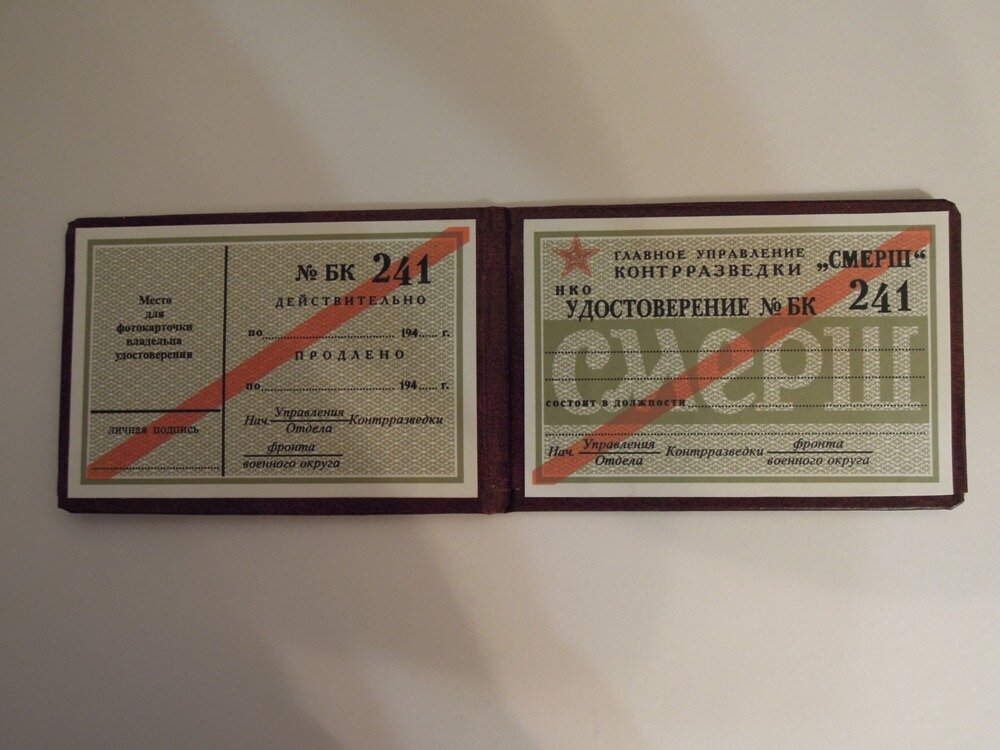 № БК 241
Место
для
фотокарточки
владельца
удостоверения
ДЕЙСТВИТЕЛЬНО
по 194 г.
ПРОДЛЕНО
по 194 г.
личная подпись
Нач. Управления Контрразведки
Отдела
фронта
военного округа
ГЛАВНОЕ УПРАВЛЕНИЕ
КОНТРРАЗВЕДКИ „СМЕРШ“
НКО
УДОСТОВЕРЕНИЕ № БК 241
смерш
состоит в должности
Нач. Управления Контрразведки фронта
Отдела военного округа